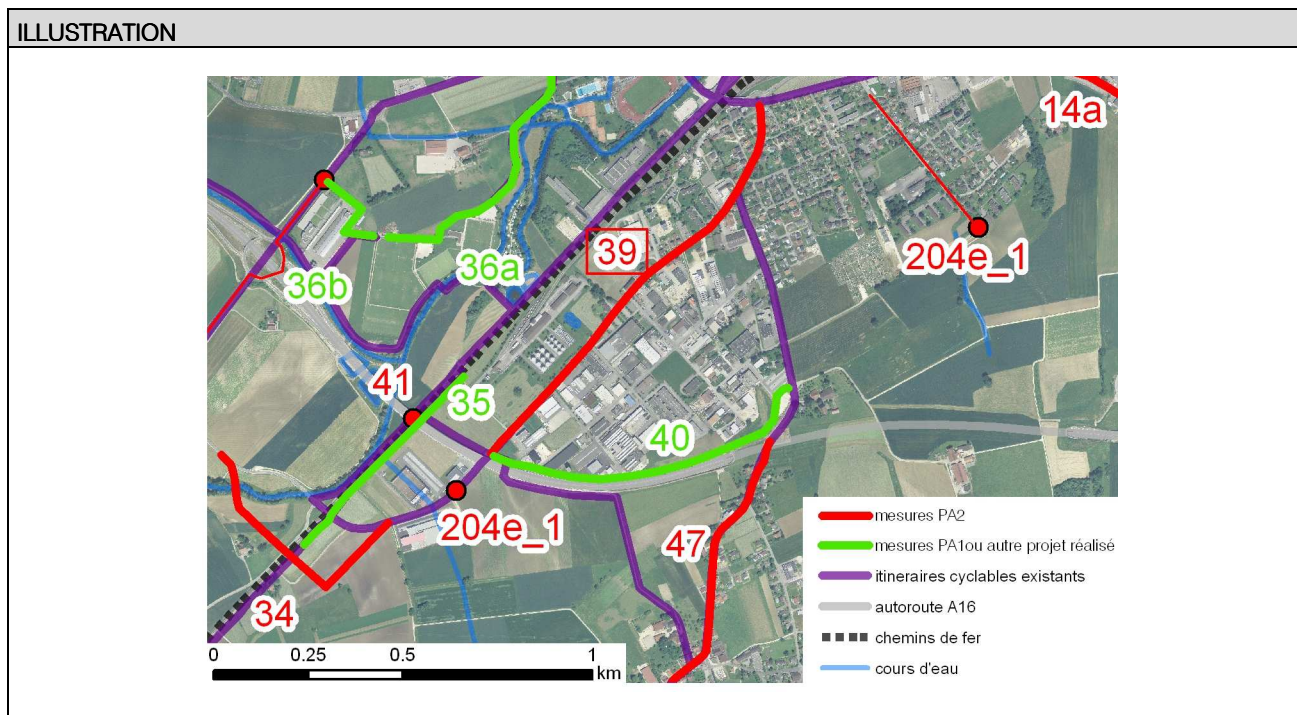 ILLUSTRATION
14a
39
204e_1
36a
36b
41
35
40
204e_1
47
34
mesures PA2
mesures PA1ou autre projet réalisé
itineraires cyclables existants
autoroute A16
chemins de fer
cours d'eau
0 0.25 0.5 1
km